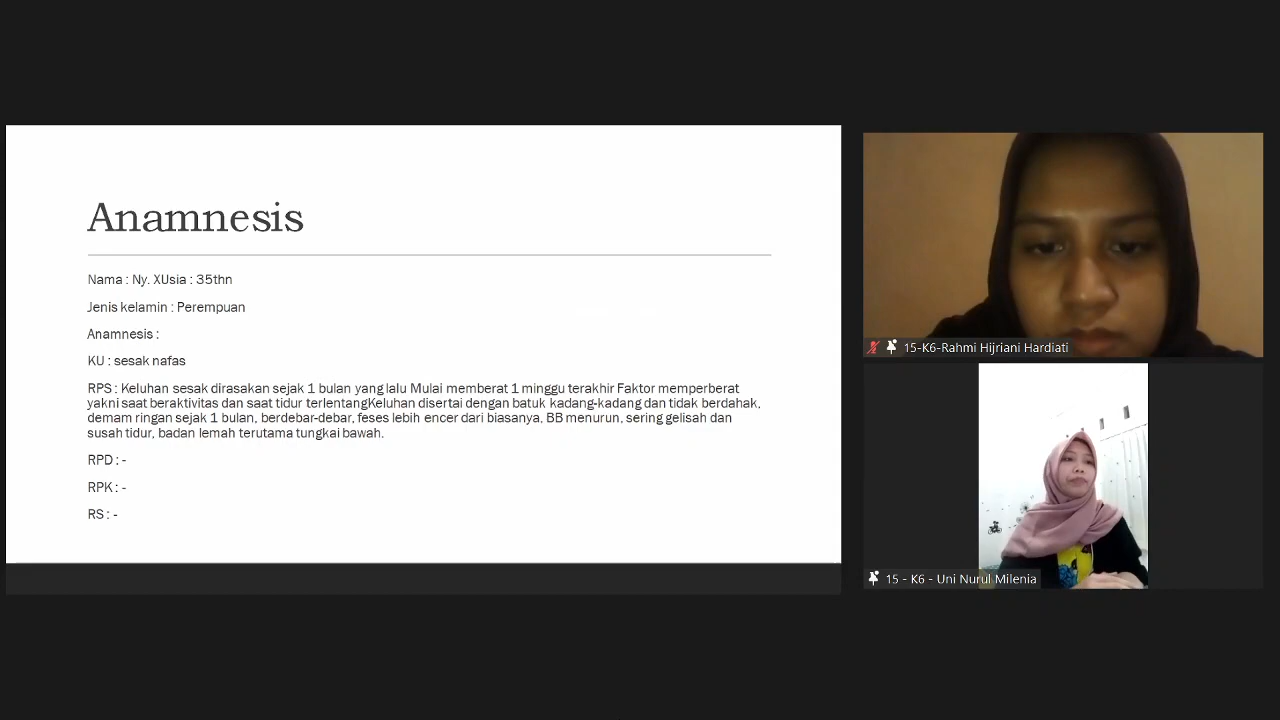 Anamnesis
Nama : Ny. XUsia : 35thn
Jenis kelamin : Perempuan
Anamnesis :
KU : sesak nafas
RPS : Keluhan sesak dirasakan sejak 1 bulan yang lalu Mulai memberat 1 minggu terakhir Faktor memperberat
yakni saat beraktivitas dan saat tidur terlentangKeluhan disertai dengan batuk kadang-kadang dan tidak berdahak,
demam ringan sejak 1 bulan, berdebar-debar, feses lebih encer dari biasanya, BB menurun, sering gelisah dan
susah tidur, badan lemah terutama tungkai bawah.
RPD : -
RPK : -
RS : -
15-K6-Rahmi Hijriani Hardiati
15 - K6 - Uni Nurul Milenia